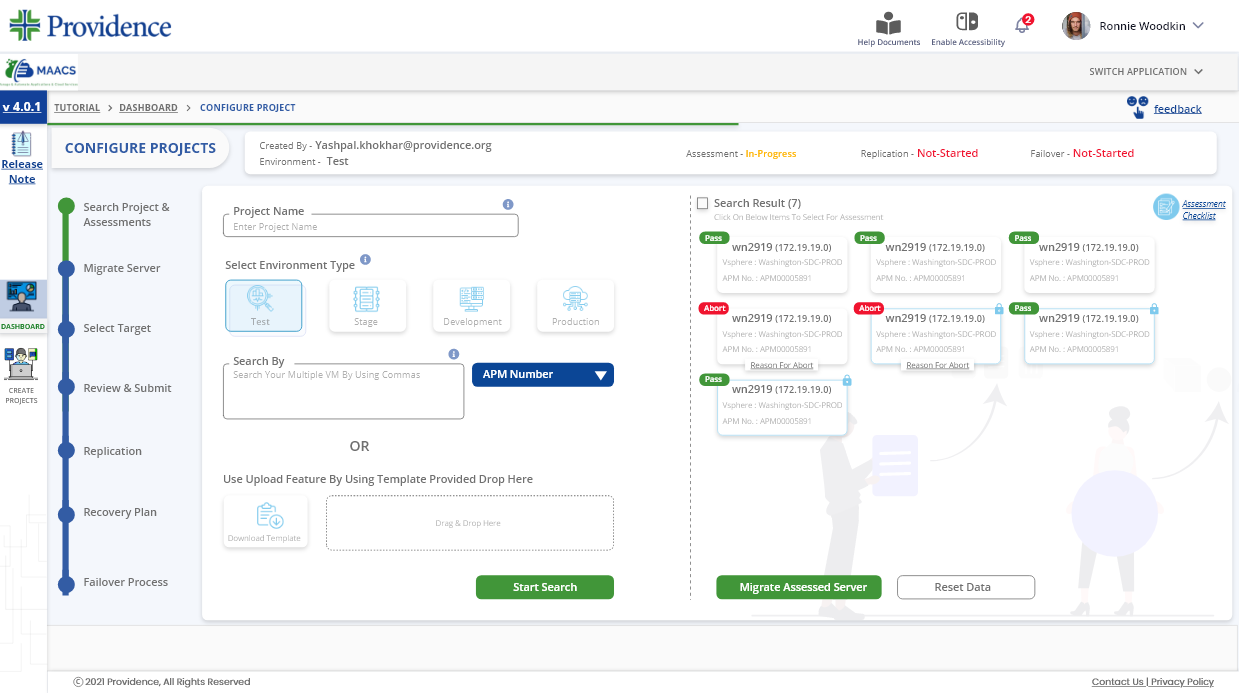 Providence
Help Documents
Enable Accessibility
2
Ronnie Woodkin
MAACS
SWITCH APPLICATION
v 4.0.1
TUTORIAL > DASHBOARD > CONFIGURE PROJECT
feedback
Release
Note
DASHBOARD
CREATE
PROJECTS
CONFIGURE PROJECTS
Created By - Yashpal.khokhar@providence.org
Environment - Test
Assessment - In-Progress
Replication - Not-Started
Failover - Not-Started
Search Project &
Assessments
Migrate Server
Select Target
Review & Submit
Replication
Recovery Plan
Failover Process
Project Name
Enter Project Name
Select Environment Type
Test
Stage
Development
Production
Search By
Search Your Multiple VM By Using Commas
APM Number
OR
Use Upload Feature By Using Template Provided Drop Here
Download Template
Drag & Drop Here
Start Search
Search Result (7)
Click On Below Items To Select For Assessment
Assessment
Checklist
Pass
wn2919 (172.19.19.0)
Vsphere : Washington-SDC-PROD
APM No. : APM00005891
Pass
wn2919 (172.19.19.0)
Vsphere : Washington-SDC-PROD
APM No. : APM00005891
Pass
wn2919 (172.19.19.0)
Vsphere : Washington-SDC-PROD
APM No. : APM00005891
Abort
wn2919 (172.19.19.0)
Vsphere : Washington-SDC-PROD
APM No. : APM00005891
Reason For Abort
Abort
wn2919 (172.19.19.0)
Vsphere : Washington-SDC-PROD
APM No. : APM00005891
Reason For Abort
Pass
wn2919 (172.19.19.0)
Vsphere : Washington-SDC-PROD
APM No. : APM00005891
Pass
wn2919 (172.19.19.0)
Vsphere : Washington-SDC-PROD
APM No. : APM00005891
Migrate Assessed Server
Reset Data
© 2021 Providence, All Rights Reserved
Contact Us | Privacy Policy